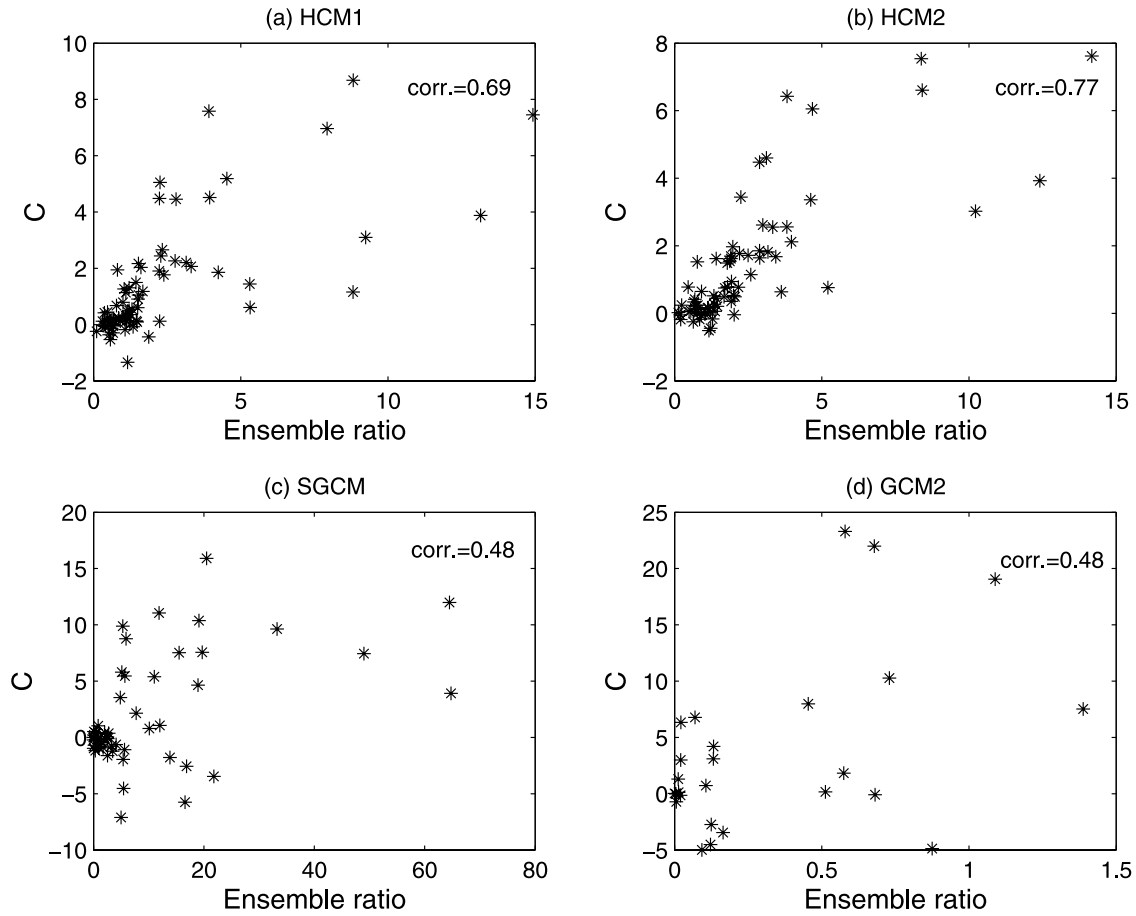 (a) HCM1
10
8
6
4
2
0
−2
C
corr.=0.69
0 5 10 15
Ensemble ratio
(b) HCM2
8
6
4
2
0
−2
C
corr.=0.77
0 5 10 15
Ensemble ratio
(c) SGCM
20
15
10
5
0
−5
−10
C
corr.=0.48
0 20 40 60 80
Ensemble ratio
(d) GCM2
25
20
15
10
5
0
−5
C
corr.=0.48
0 0.5 1 1.5
Ensemble ratio